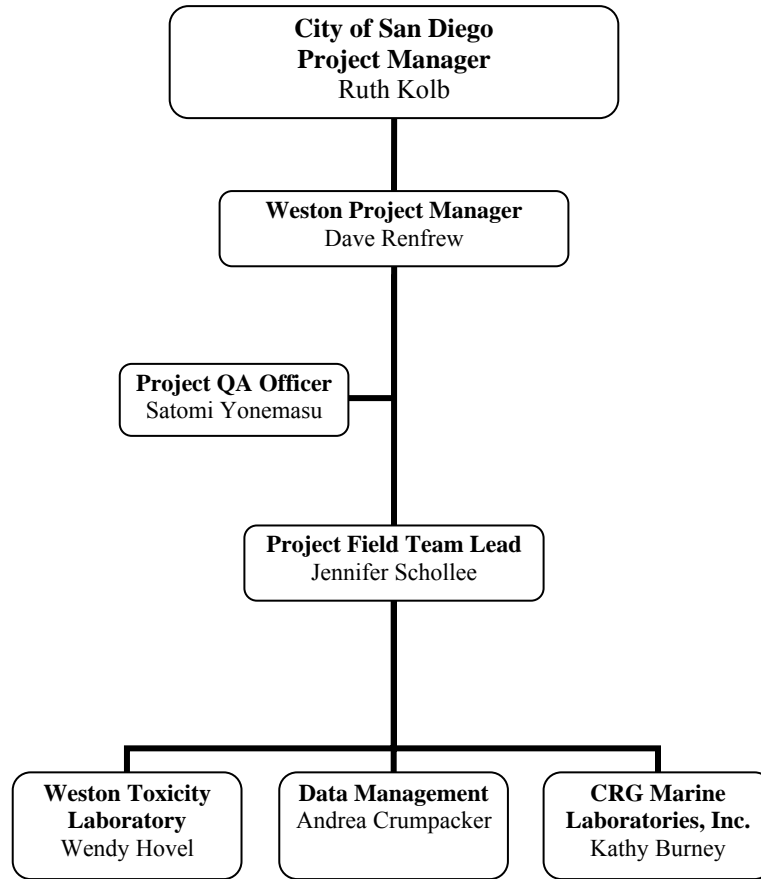 City of San Diego
Project Manager
Ruth Kolb
Weston Project Manager
Dave Renfrew
Project QA Officer
Satomi Yonemasu
Project Field Team Lead
Jennifer Schollee
Weston Toxicity
Laboratory
Wendy Hovel
Data Management
Andrea Crumpacker
CRG Marine
Laboratories, Inc.
Kathy Burney